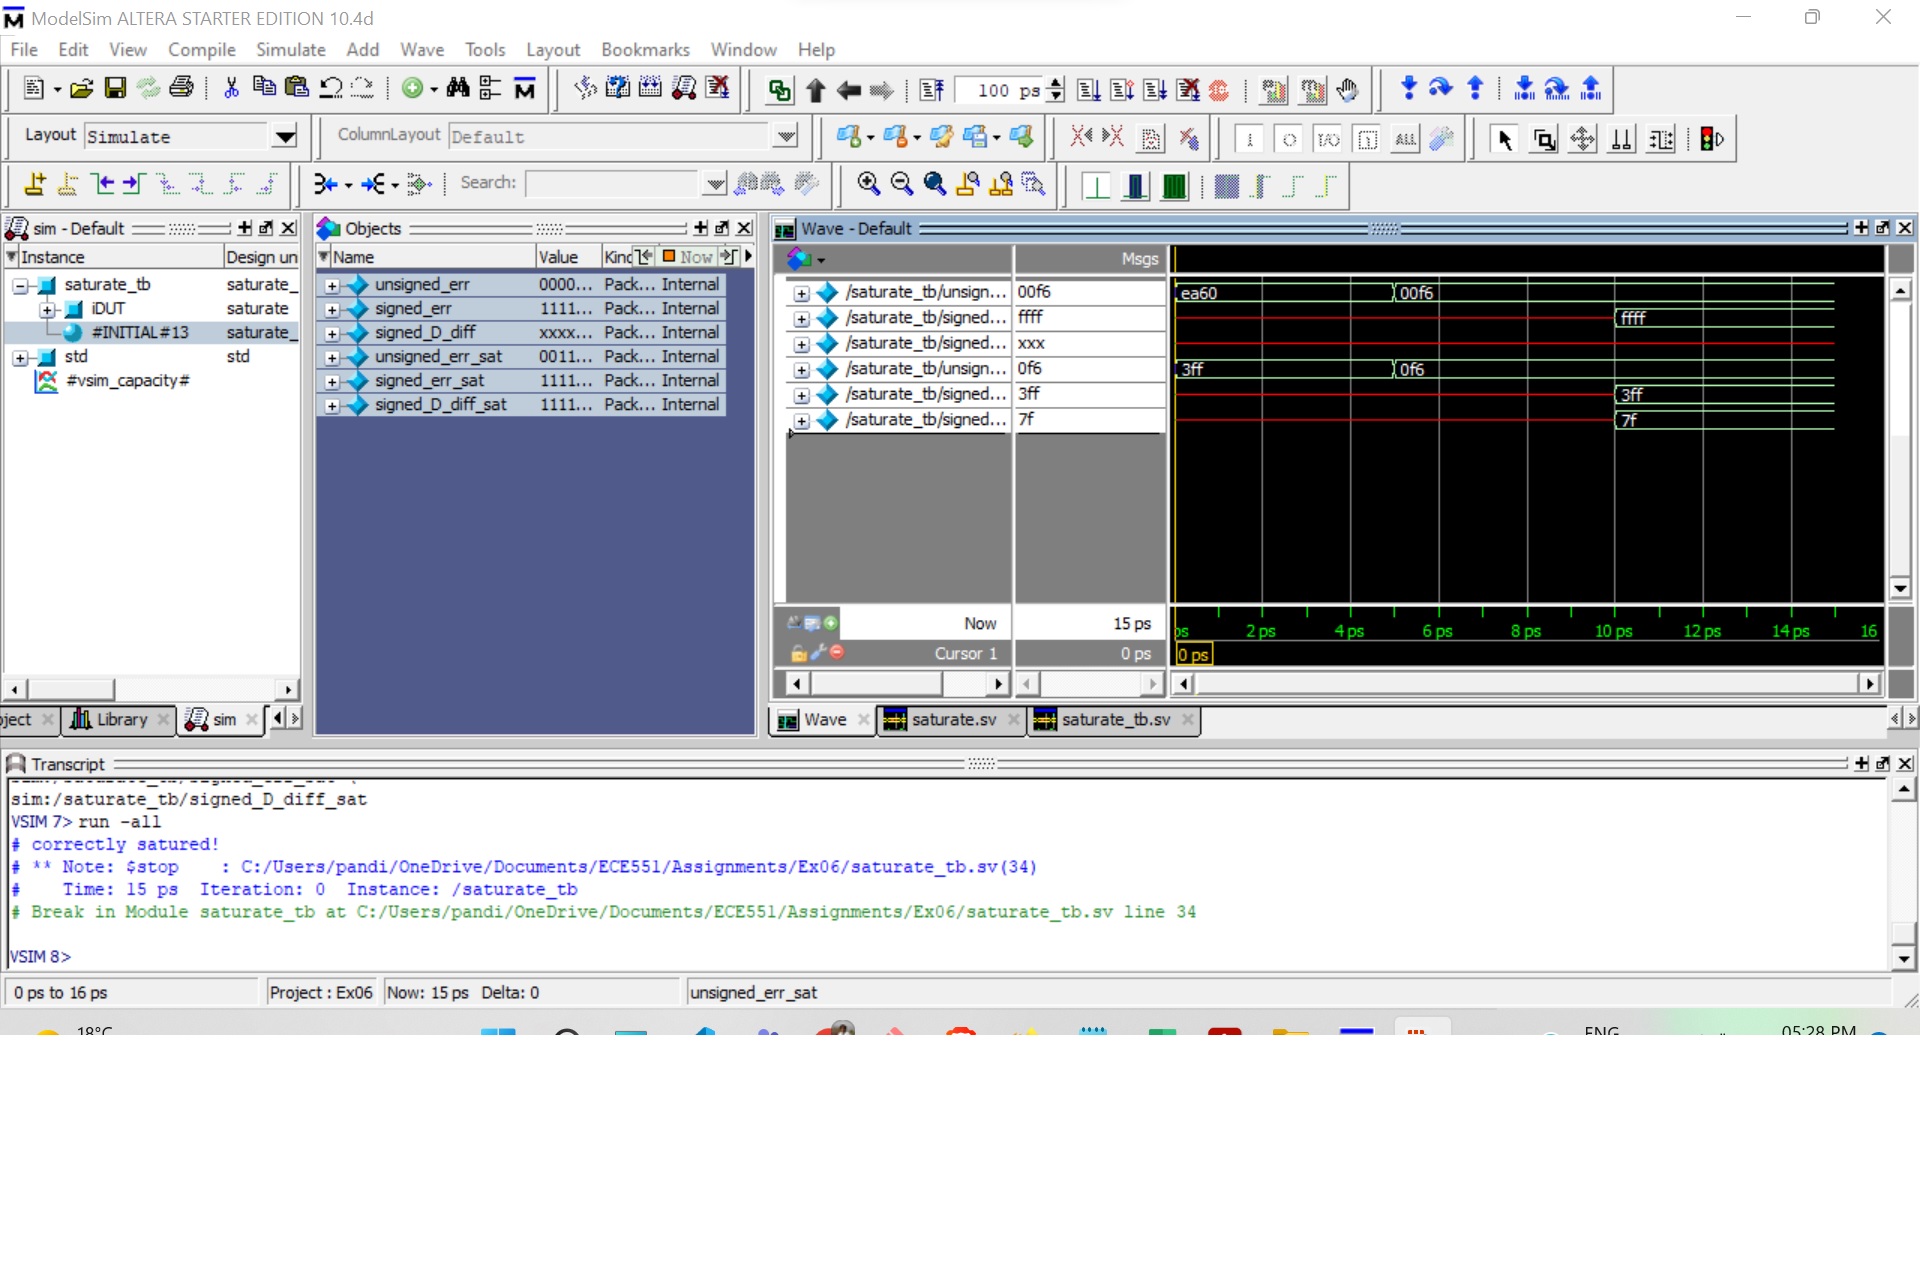 ModelSim ALTERA STARTER EDITION 10.4d
File Edit View Compile Simulate Add Wave Tools Layout Bookmarks Window Help
100 ps
Layout Simulate
ColumnLayout Default
ALL
Search:
sim - Default
Instance Design un
saturate_tb saturate_
iDUT saturate
#INITIAL#13 saturate_
std std
#vsim_capacity#
Objects
Name Value Kind Now
unsigned_err 0000... Pack... Internal
signed_err 1111... Pack... Internal
signed_D_diff xxxx... Pack... Internal
unsigned_err_sat 0011... Pack... Internal
signed_err_sat 1111... Pack... Internal
signed_D_diff_sat 1111... Pack... Internal
Wave - Default
Msgs
/saturate_tb/unsign... 00f6 ea60 00f6
/saturate_tb/signed... ffff ffff
/saturate_tb/signed... xxx
/saturate_tb/unsign... 0f6 3ff 0f6
/saturate_tb/signed... 3ff 3ff
/saturate_tb/signed... 7f 7f
Now 15 ps ps 2 ps 4 ps 6 ps 8 ps 10 ps 12 ps 14 ps 16
Cursor 1 0 ps 0 ps
ject Library sim
Wave saturate.sv saturate_tb.sv
Transcript
sim:/saturate_tb/signed_D_diff_sat
VSIM 7> run -all
# correctly satured!
# ** Note: $stop : C:/Users/pandi/OneDrive/Documents/ECE551/Assignments/Ex06/saturate_tb.sv(34)
# Time: 15 ps Iteration: 0 Instance: /saturate_tb
# Break in Module saturate_tb at C:/Users/pandi/OneDrive/Documents/ECE551/Assignments/Ex06/saturate_tb.sv line 34
VSIM 8>
0 ps to 16 ps Project : Ex06 Now: 15 ps Delta: 0 unsigned_err_sat
18°C ENG 05:28 PM